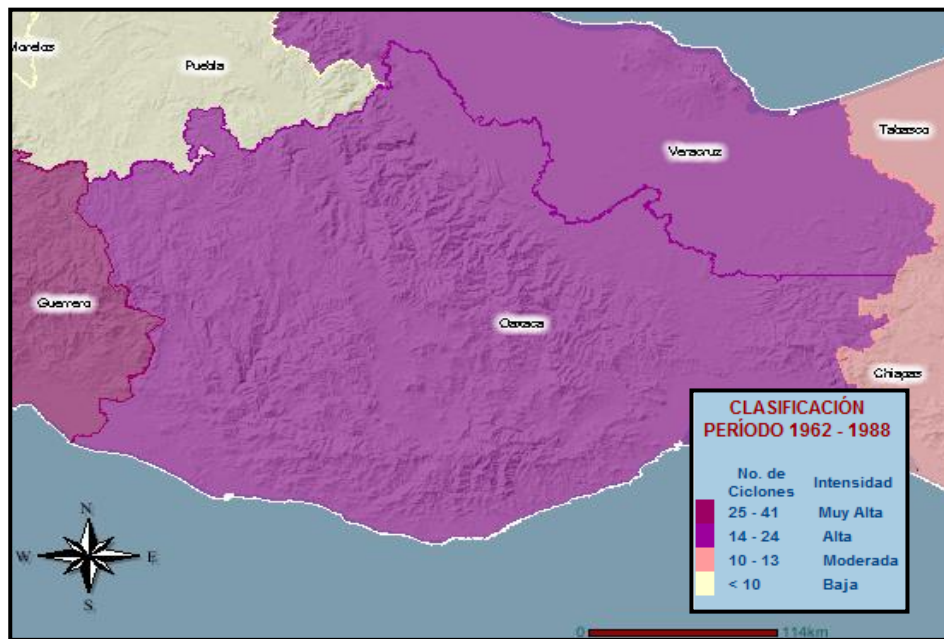 Morelos
Puebla
Tabasco
Veracruz
Guerrero
Oaxaca
Chiapas
CLASIFICACIÓN
PERÍODO 1962 - 1988
No. de
Ciclones
Intensidad
25 - 41 Muy Alta
14 - 24 Alta
10 - 13 Moderada
< 10 Baja
N
W E
S
0 114km